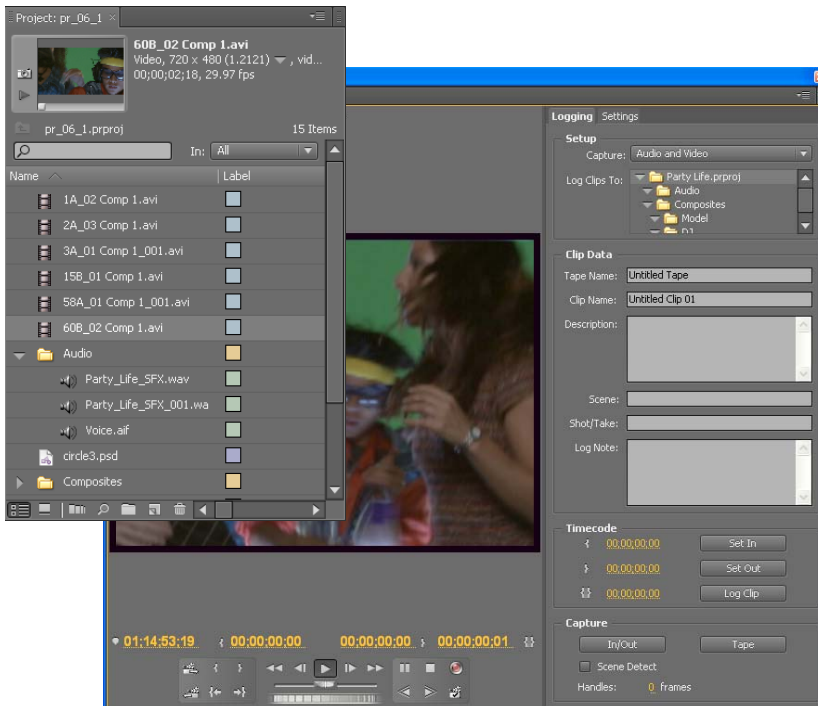 Project: pr_06_1
60B_02 Comp 1.avi
Video, 720 x 480 (1.2121) , vid...
00;00;02;18, 29.97 fps
pr_06_1.prproj 15 Items
In: All
Name Label
1A_02 Comp 1.avi
2A_03 Comp 1.avi
3A_01 Comp 1_001.avi
15B_01 Comp 1.avi
58A_01 Comp 1_001.avi
60B_02 Comp 1.avi
Audio
Party_Life_SFX.wav
Party_Life_SFX_001.wa
Voice.aif
circle3.psd
Composites
Logging Settings
Setup
Capture: Audio and Video
Log Clips To: Party Life.prproj
Audio
Composites
Model
D1
Clip Data
Tape Name: Untitled Tape
Clip Name: Untitled Clip 01
Description:
Scene:
Shot/Take:
Log Note:
Timecode
{ 00;00;00;00 Set In
} 00;00;00;00 Set Out
{} 00;00;00;00 Log Clip
Capture
In/Out Tape
Scene Detect
Handles: 0 frames
01;14;53;19 { 00;00;00;00 00;00;00;00 } 00;00;00;01 {}